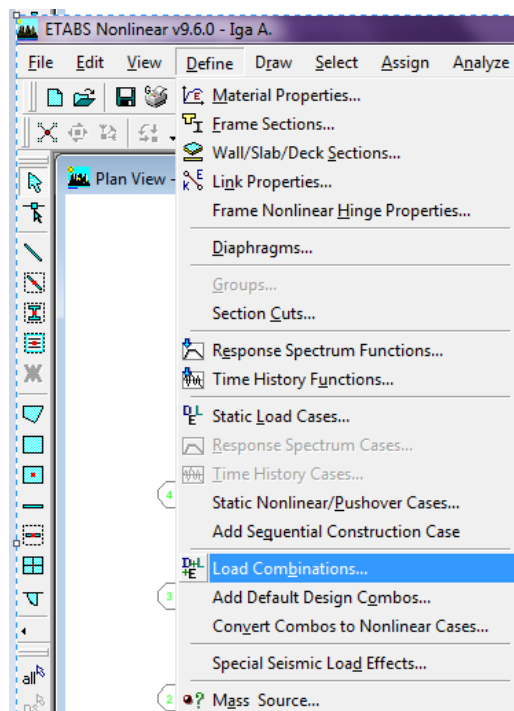 ETABS Nonlinear v9.6.0 - Iga A.
File Edit View Define Draw Select Assign Analyze
Material Properties...
Frame Sections...
Wall/Slab/Deck Sections...
Plan View -
Link Properties...
Frame Nonlinear Hinge Properties...
Diaphragms...
Groups...
Section Cuts...
Response Spectrum Functions...
Time History Functions...
Static Load Cases...
Response Spectrum Cases...
Time History Cases...
4
Static Nonlinear/Pushover Cases...
Add Sequential Construction Case
Load Combinations...
3
Add Default Design Combos...
Convert Combos to Nonlinear Cases...
Special Seismic Load Effects...
all
2
Mass Source...